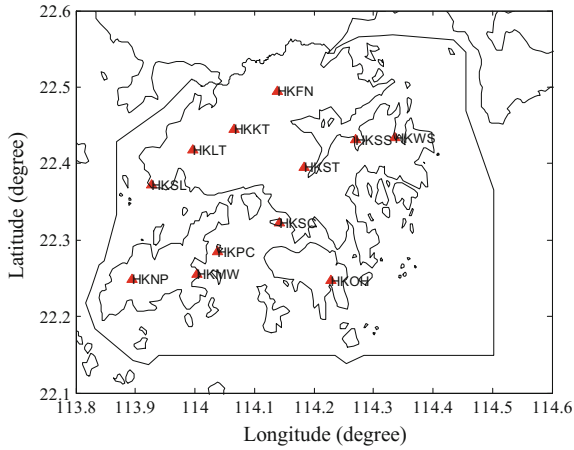 22.6
22.5
22.4
22.3
22.2
22.1
Latitude (degree)
HKFN
HKKT
HKSS
HKWS
HKLT
HKST
HKSL
HKSC
HKPC
HKNP
HKMW
HKOH
113.8 113.9 114 114.1 114.2 114.3 114.4 114.5 114.6
Longitude (degree)